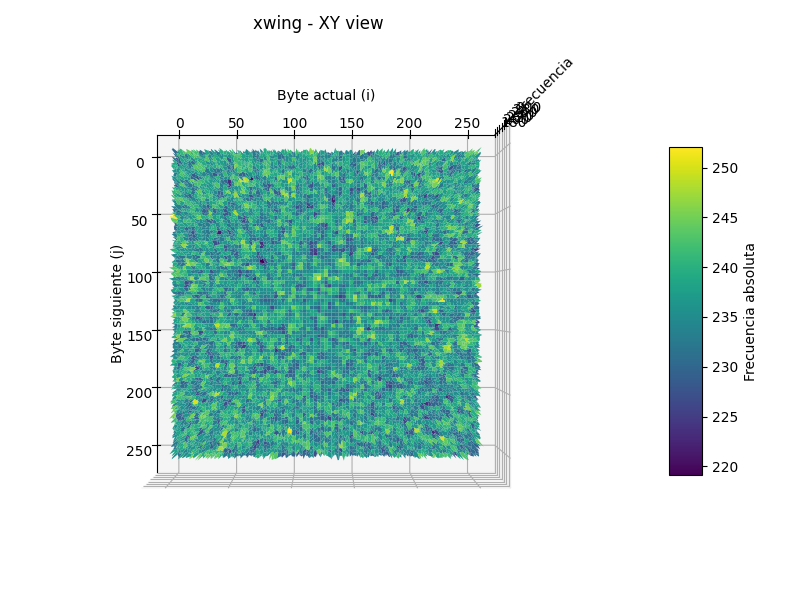 xwing - XY view
Byte actual (i)
0 50 100 150 200 250
Byte siguiente (j)
0
50
100
150
200
250
250
245
240
235
230
225
220
Frecuencia absoluta